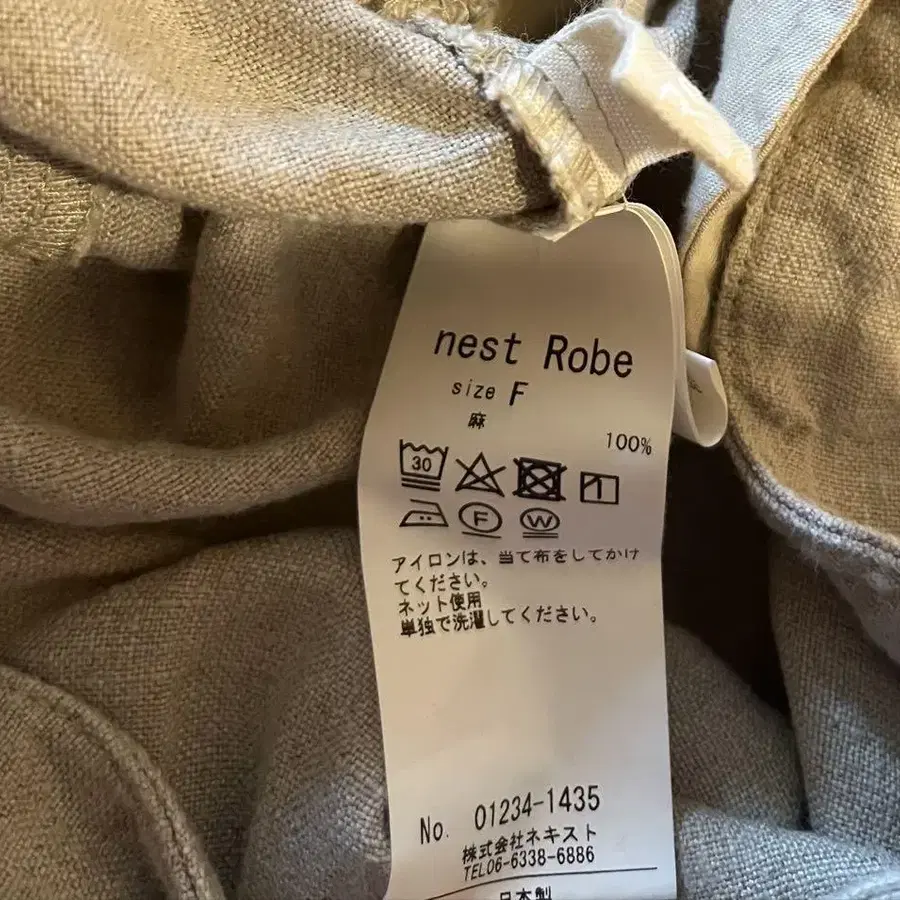 nest Robe
size F
麻
100%
30
F W
アイロンは、当て布をしてかけ
てください。
ネット使用
単独で洗濯してください。
No. 01234-1435
株式会社ネキスト
TEL06-6338-6886
日本製